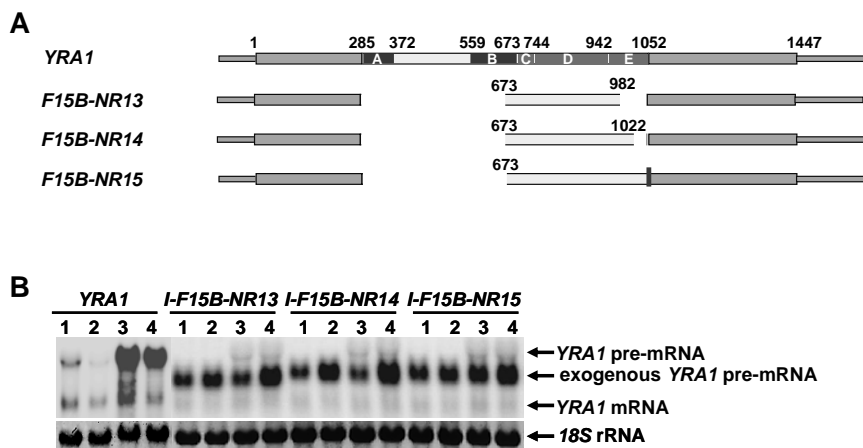 A
1 285 372 559 673 744 942 1052 1447
YRA1 A B C D E
673 982
F15B-NR13
673 1022
F15B-NR14
673
F15B-NR15
B
YRA1 I-F15B-NR13 I-F15B-NR14 I-F15B-NR15
1 2 3 4 1 2 3 4 1 2 3 4 1 2 3 4
YRA1 pre-mRNA
exogenous YRA1 pre-mRNA
YRA1 mRNA
18S rRNA